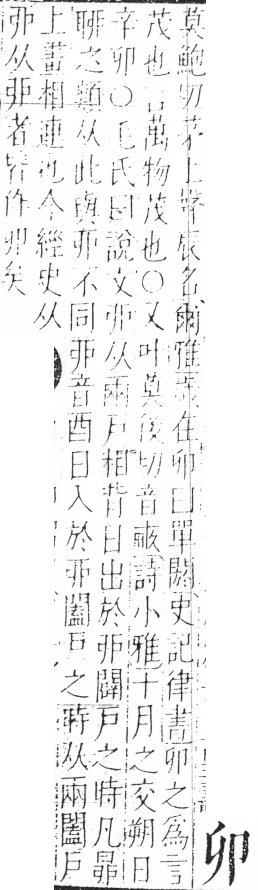 卯
莫鮑切茆上聲辰名爾雅歲在卯曰單閼史記律書卯之爲言
茂也言萬物茂也○又叶莫後切音畞詩小雅十月之交朔日
辛卯○毛氏曰說文丣从兩戶相背日出於丣闢戶之時凡昴
聊之類从此與丣不同丣音酉日入於丣闔戶之時从兩闔戶
上畫相連也今經史从
丣从丣者皆作卯矣